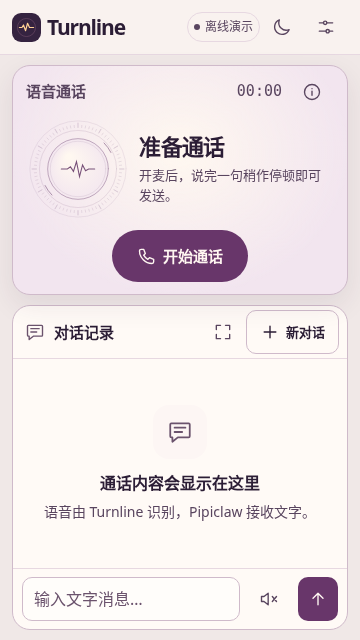 Turnline
离线演示
语音通话
00:00
准备通话
开麦后，说完一句稍作停顿即可
发送。
开始通话
对话记录
新对话
通话内容会显示在这里
语音由 Turnline 识别，Pipiclaw 接收文字。
输入文字消息...